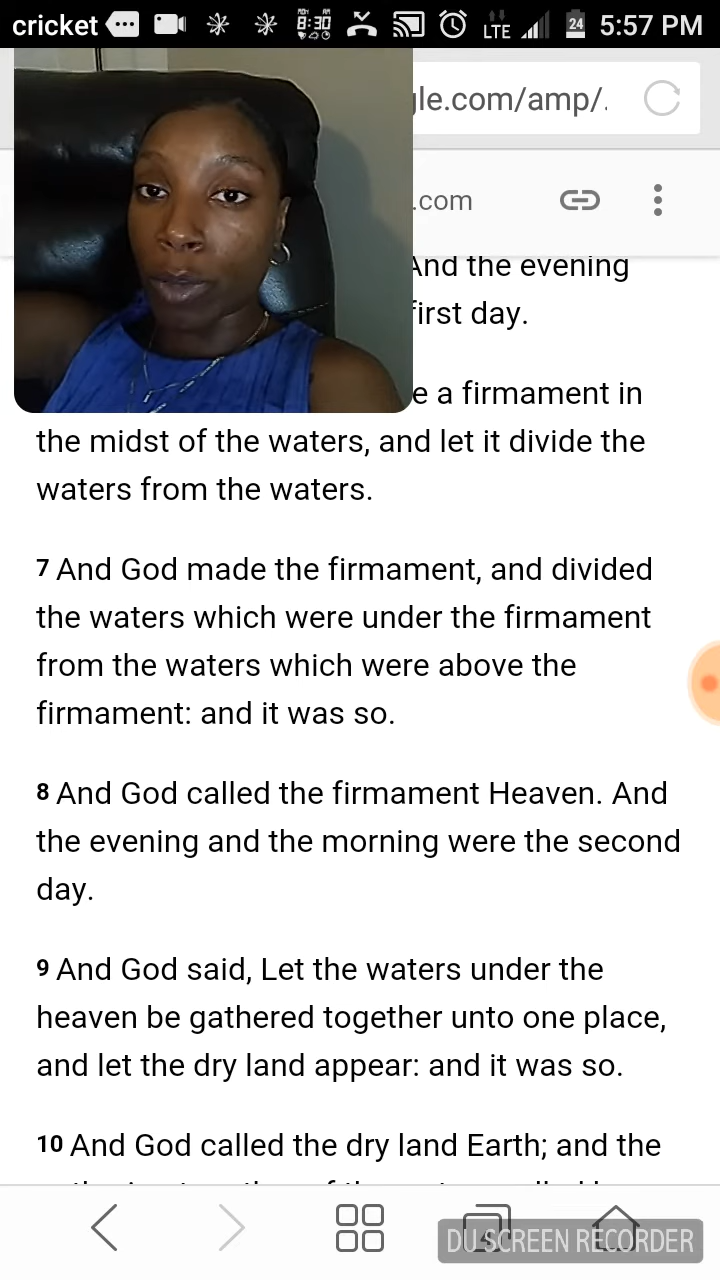 cricket 24 5:57 PM
LTE
8:30
gle.com/amp/.
.com
And the evening
first day.
e a firmament in
the midst of the waters, and let it divide the
waters from the waters.
7 And God made the firmament, and divided
the waters which were under the firmament
from the waters which were above the
firmament: and it was so.
8 And God called the firmament Heaven. And
the evening and the morning were the second
day.
9 And God said, Let the waters under the
heaven be gathered together unto one place,
and let the dry land appear: and it was so.
10 And God called the dry land Earth; and the
DU SCREEN RECORDER